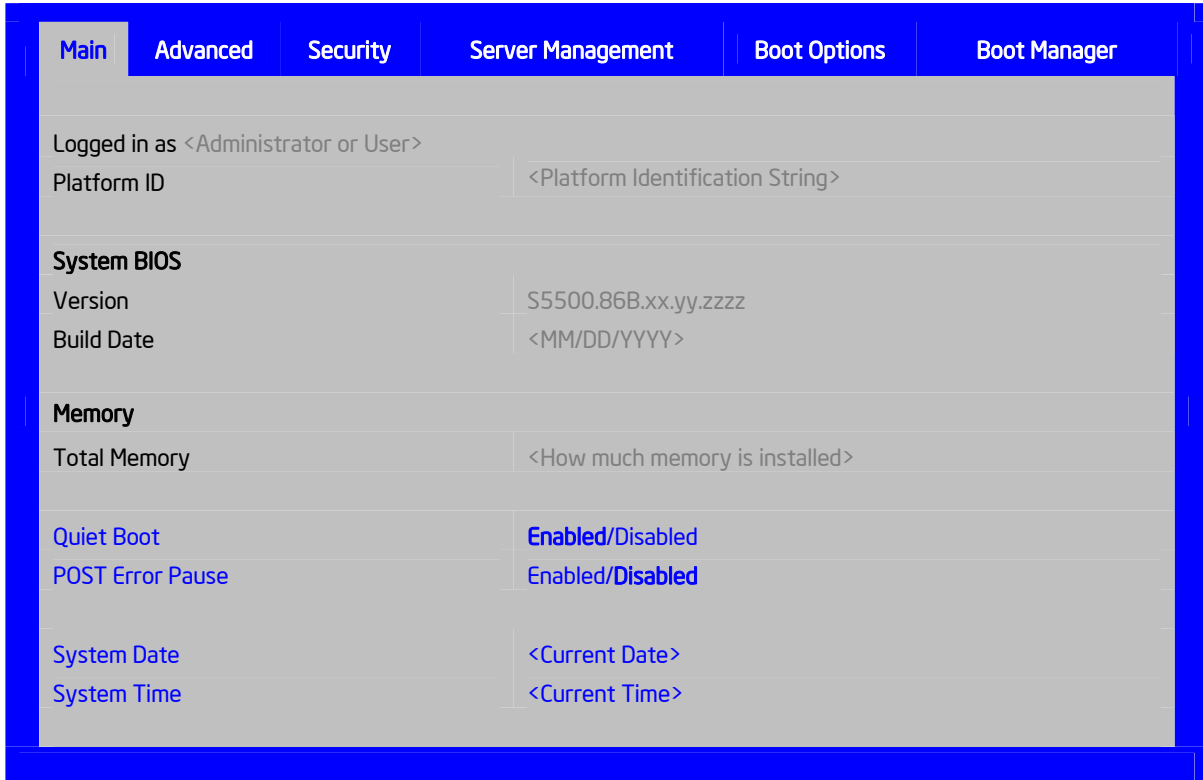 Main Advanced Security Server Management Boot Options Boot Manager
Logged in as <Administrator or User>
Platform ID <Platform Identification String>
System BIOS
Version S5500.86B.xx.yy.zzzz
Build Date <MM/DD/YYYY>
Memory
Total Memory <How much memory is installed>
Quiet Boot Enabled/Disabled
POST Error Pause Enabled/Disabled
System Date <Current Date>
System Time <Current Time>